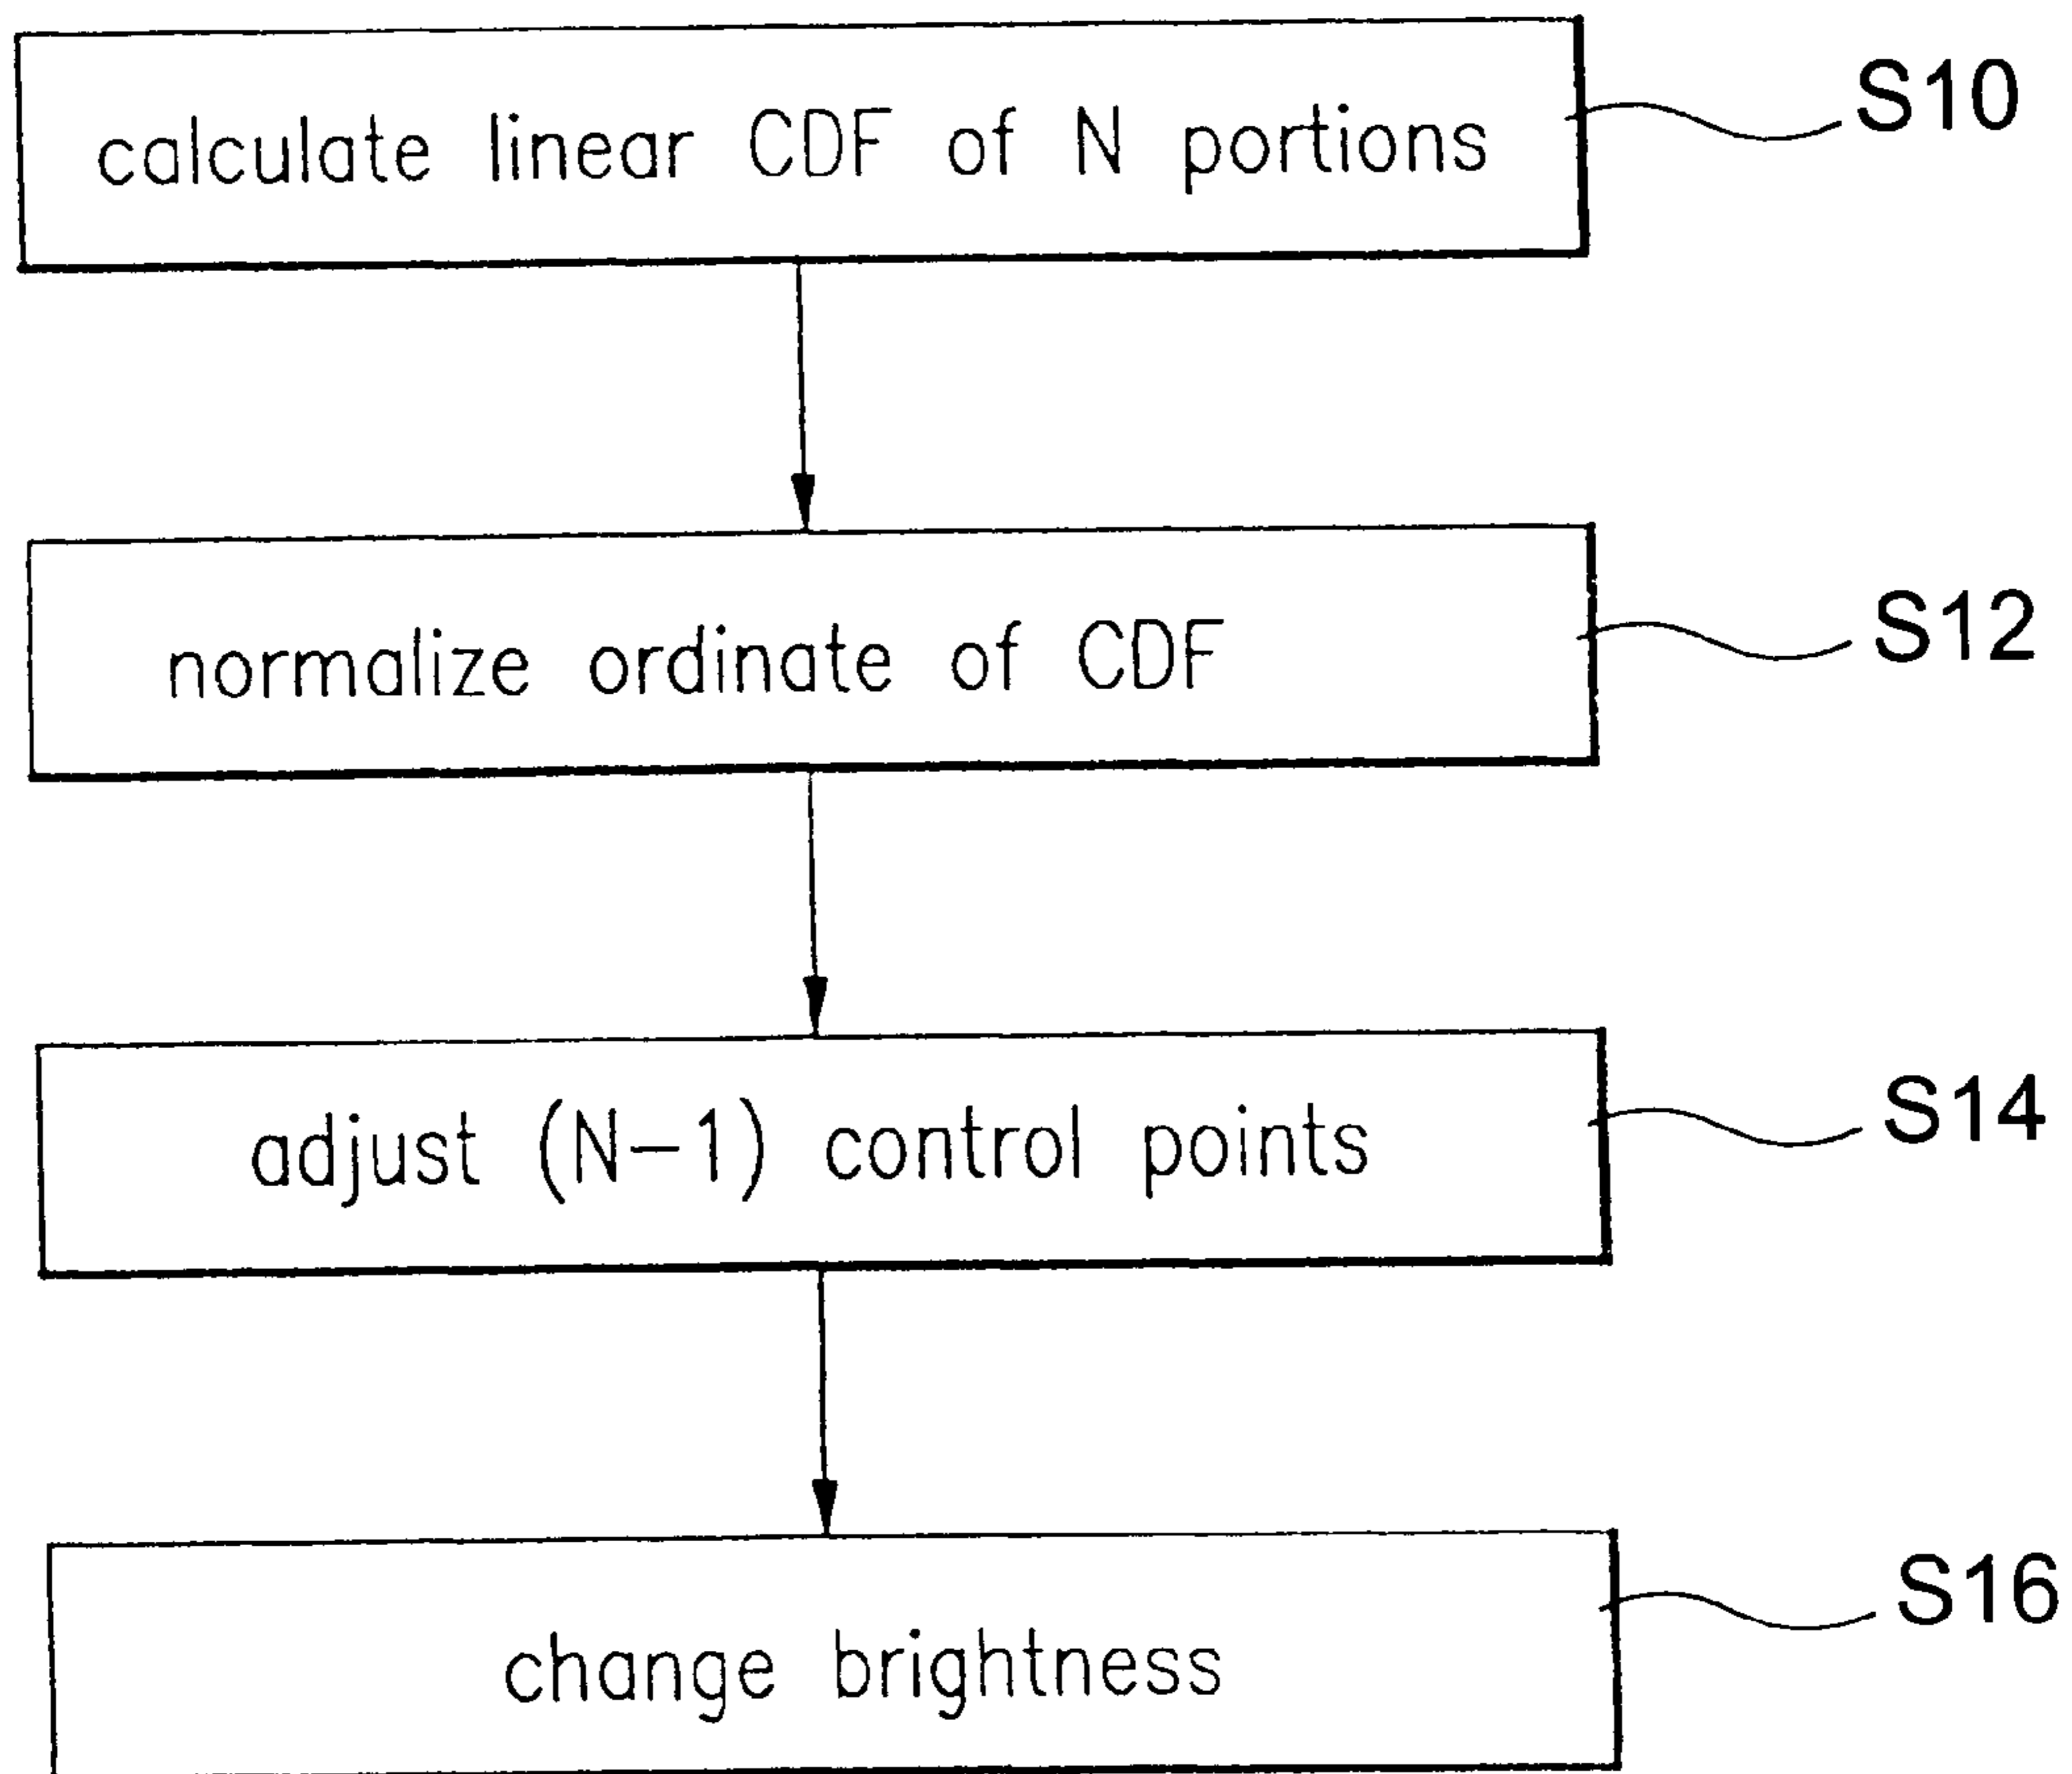 calculate linear CDF of N portions
S10
normalize ordinate of CDF
S12
adjust (N-1) control points
S14
change brightness
S16